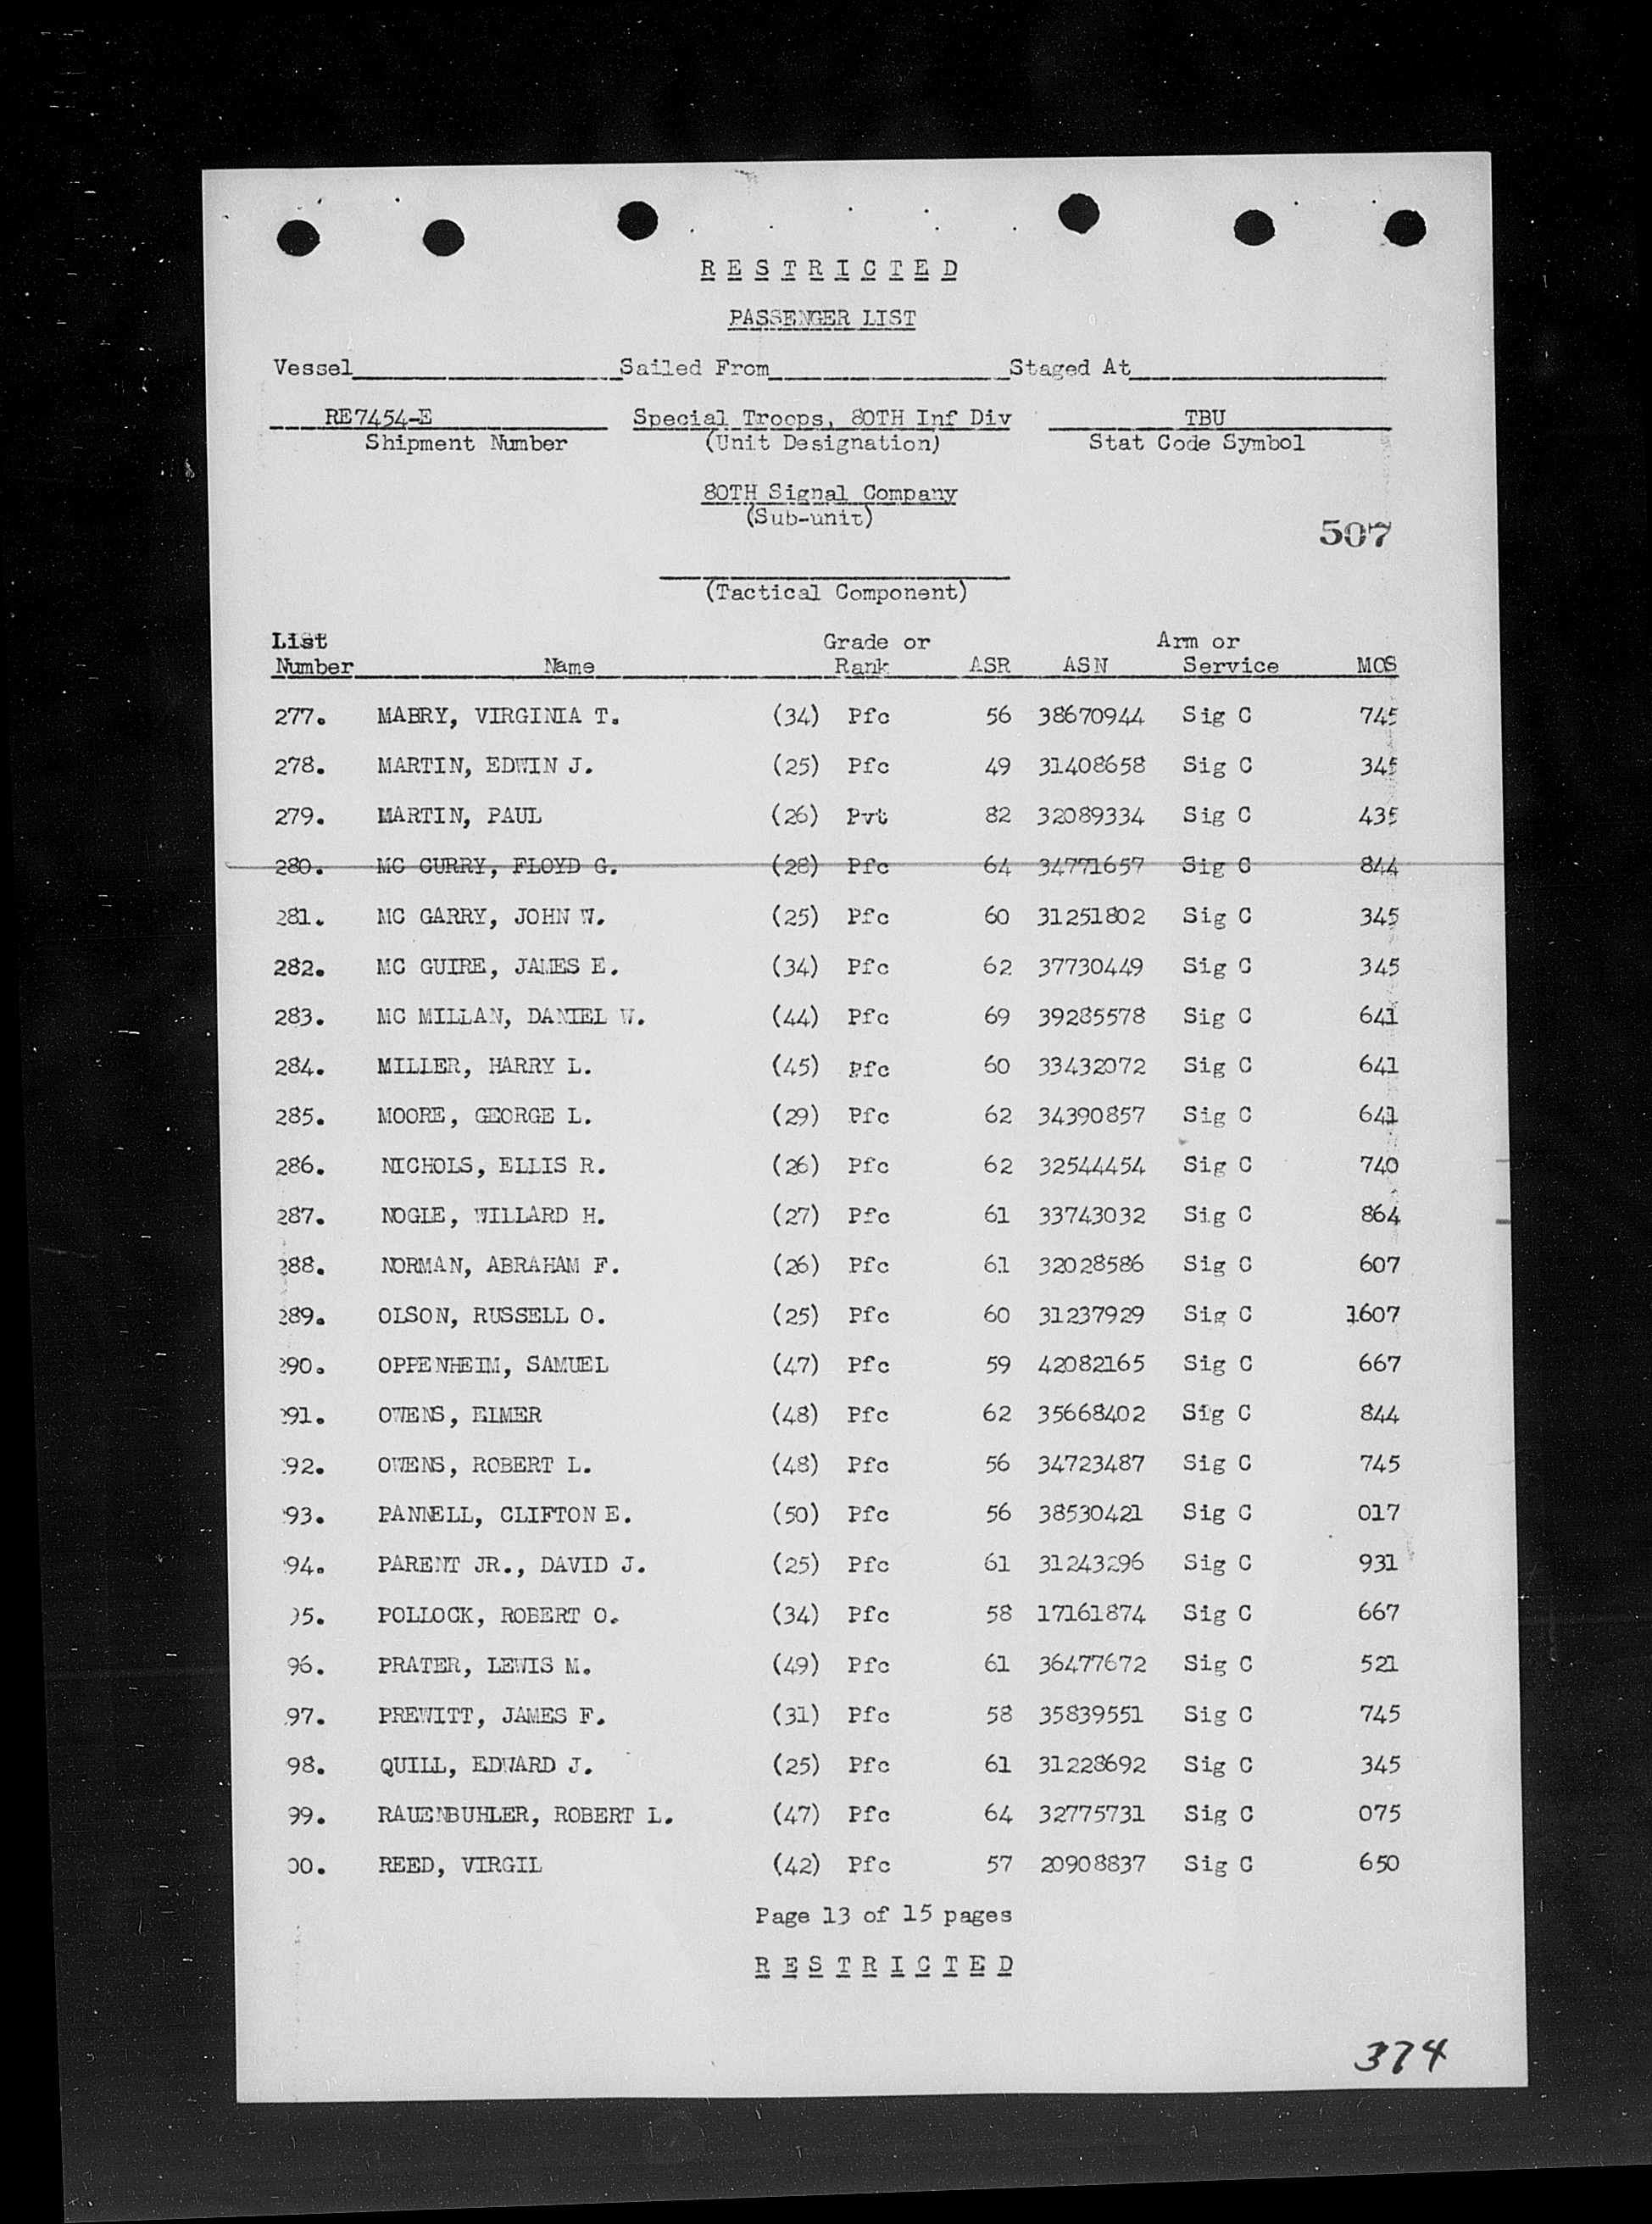 RESTRICTED
PASSENGER LIST
Vessel Sailed From Staged At
RE7454-E Special Troops, 80TH Inf Div TBU
Shipment Number (Unit Designation) Stat Code Symbol
80TH Signal Company
(Sub-unit)
507
(Tactical Component)
List Grade or Arm or
Number Name Rank ASR ASN Service MOS
277. MABRY, VIRGINIA T. (34) Pfc 56 38670944 Sig C 745
278. MARTIN, EDWIN J. (25) Pfc 49 31408658 Sig C 345
279. MARTIN, PAUL (26) Pvt 82 32089334 Sig C 435
280. MC CURRY, FLOYD G. (28) Pfc 64 34771657 Sig C 844
281. MC GARRY, JOHN W. (25) Pfc 60 31251802 Sig C 345
282. MC GUIRE, JAMES E. (34) Pfc 62 37730449 Sig C 345
283. MC MILLAN, DANIEL W. (44) Pfc 69 39285578 Sig C 641
284. MILLER, HARRY L. (45) Pfc 60 33432072 Sig C 641
285. MOORE, GEORGE L. (29) Pfc 62 34390857 Sig C 641
286. NICHOLS, ELLIS R. (26) Pfc 62 32544454 Sig C 740
287. NOGLE, WILLARD H. (27) Pfc 61 33743032 Sig C 864
288. NORMAN, ABRAHAM F. (26) Pfc 61 32028586 Sig C 607
289. OLSON, RUSSELL O. (25) Pfc 60 31237929 Sig C 1607
290. OPPENHEIM, SAMUEL (47) Pfc 59 42082165 Sig C 667
291. OWENS, ELMER (48) Pfc 62 35668402 Sig C 844
92. OWENS, ROBERT L. (48) Pfc 56 34723487 Sig C 745
93. PANNELL, CLIFTON E. (50) Pfc 56 38530421 Sig C 017
94. PARENT JR., DAVID J. (25) Pfc 61 31243296 Sig C 931
95. POLLOCK, ROBERT O. (34) Pfc 58 17161874 Sig C 667
96. PRATER, LEWIS M. (49) Pfc 61 36477672 Sig C 521
97. PREWITT, JAMES F. (31) Pfc 58 35839551 Sig C 745
98. QUILL, EDWARD J. (25) Pfc 61 31228692 Sig C 345
99. RAUENBUHLER, ROBERT L. (47) Pfc 64 32775731 Sig C 075
00. REED, VIRGIL (42) Pfc 57 20908837 Sig C 650
Page 13 of 15 pages
RESTRICTED
374